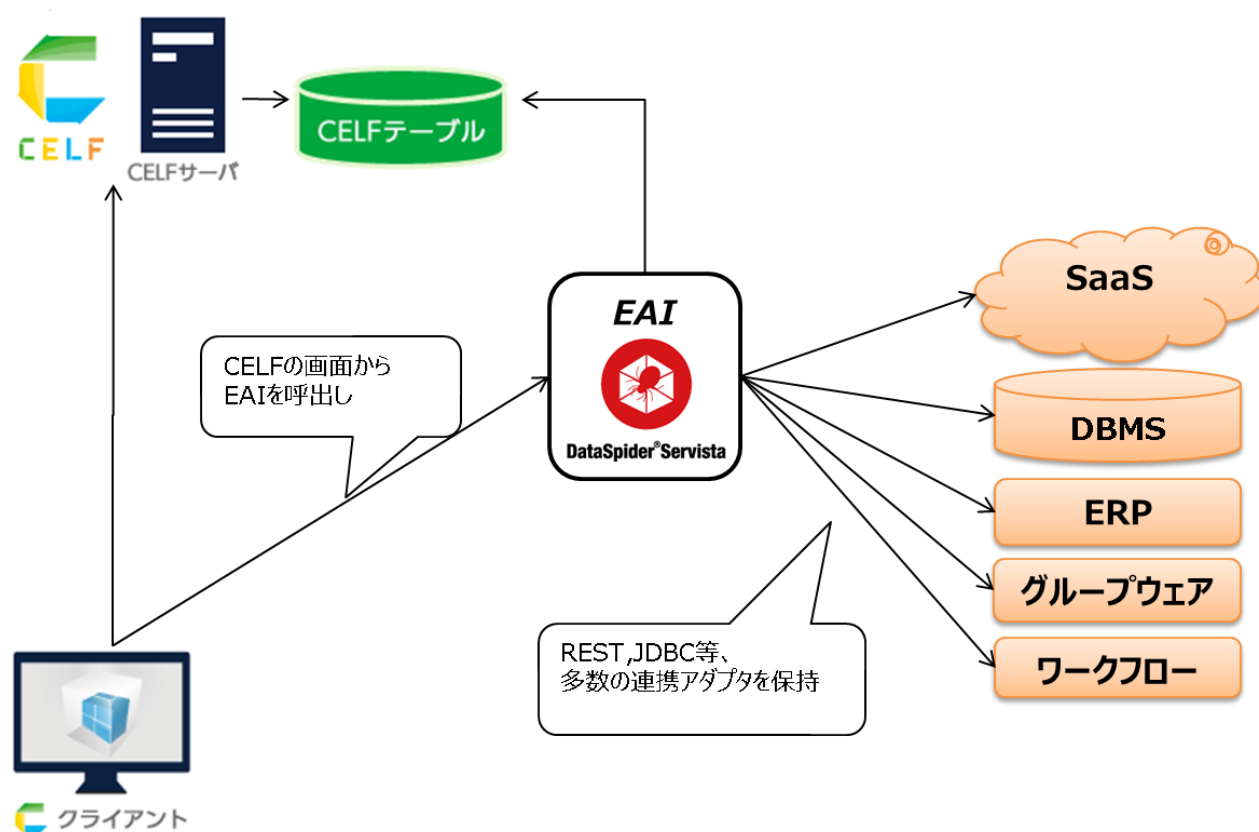 CELF
CELFサーバ
CELFテーブル
CELFの画面から
EAIを呼出し
EAI
DataSpider®Servista
SaaS
DBMS
ERP
グループウェア
ワークフロー
REST,JDBC等、
多数の連携アダプタを保持
クライアント